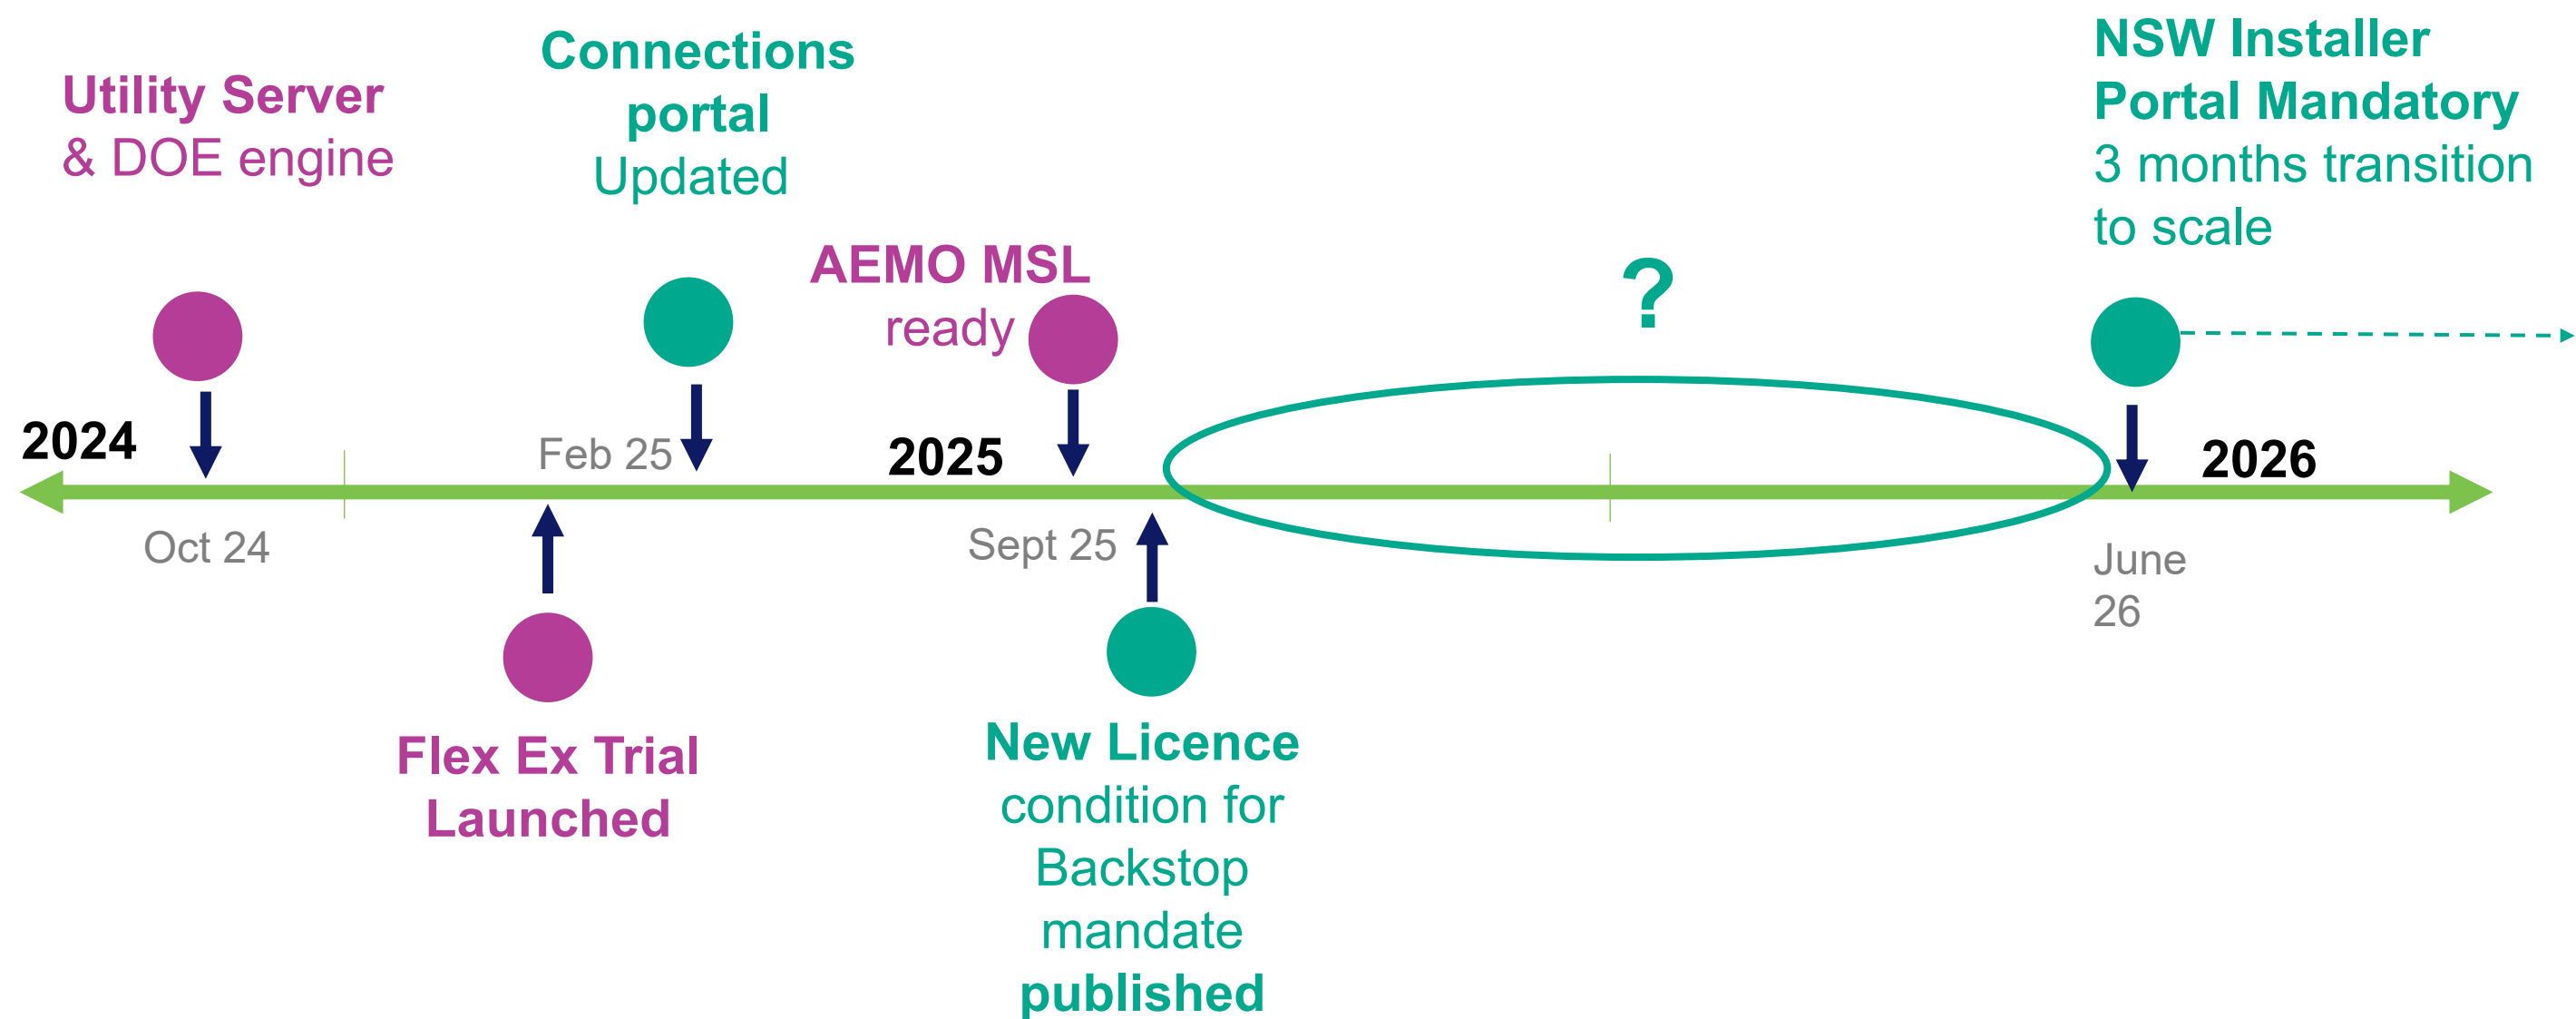 Utility Server
& DOE engine
Connections
portal
Updated
AEMO MSL
ready
?
NSW Installer
Portal Mandatory
3 months transition
to scale
2024
Feb 25
2025
2026
Oct 24
Sept 25
June
26
Flex Ex Trial
Launched
New Licence
condition for
Backstop
mandate
published